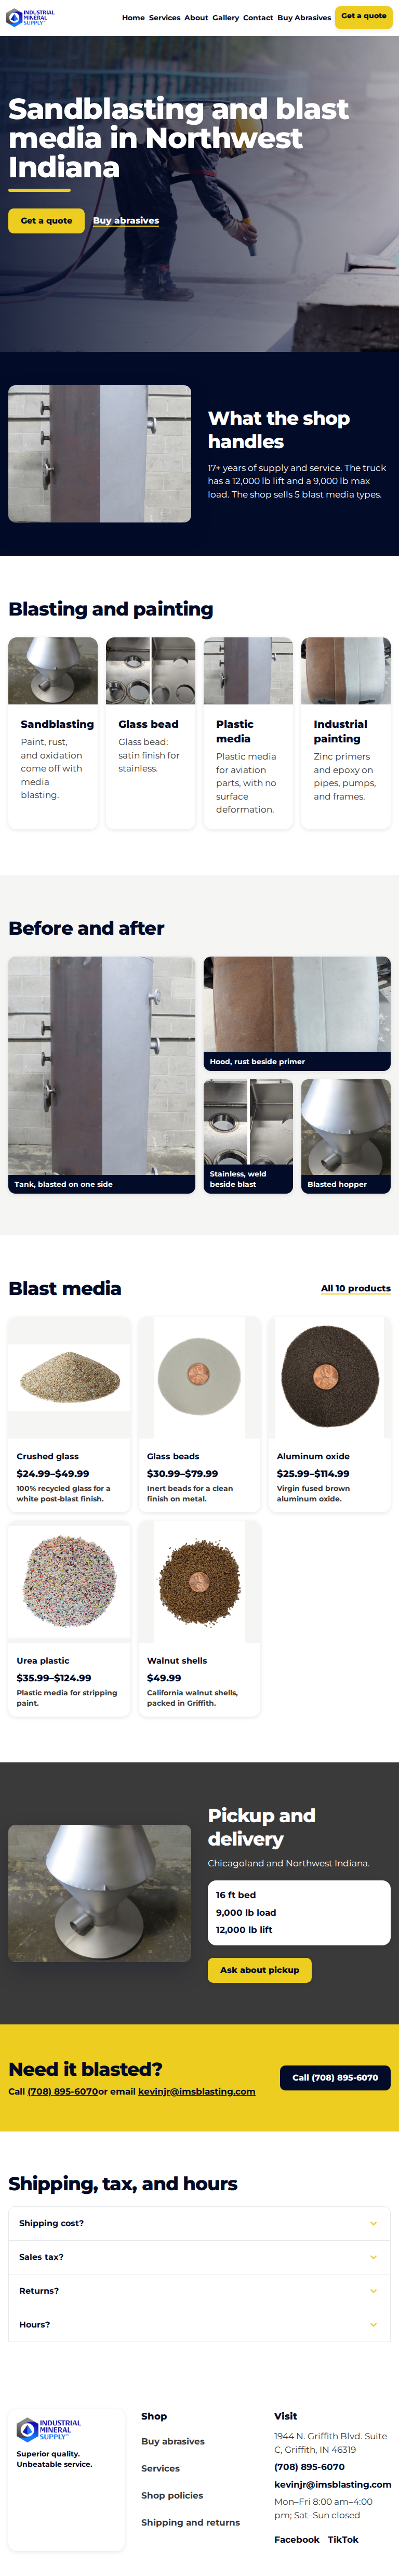 INDUSTRIAL
MINERAL
SUPPLY
Home Services About Gallery Contact Buy Abrasives Get a quote
Sandblasting and blast
media in Northwest
Indiana
Get a quote Buy abrasives
What the shop
handles
17+ years of supply and service. The truck
has a 12,000 lb lift and a 9,000 lb max
load. The shop sells 5 blast media types.
Blasting and painting
Sandblasting
Paint, rust,
and oxidation
come off with
media
blasting.
Glass bead
Glass bead:
satin finish for
stainless.
Plastic
media
Plastic media
for aviation
parts, with no
surface
deformation.
Industrial
painting
Zinc primers
and epoxy on
pipes, pumps,
and frames.
Before and after
Tank, blasted on one side
Hood, rust beside primer
Stainless, weld
beside blast
Blasted hopper
Blast media
All 10 products
Crushed glass
$24.99–$49.99
100% recycled glass for a
white post-blast finish.
Glass beads
$30.99–$79.99
Inert beads for a clean
finish on metal.
Aluminum oxide
$25.99–$114.99
Virgin fused brown
aluminum oxide.
Urea plastic
$35.99–$124.99
Plastic media for stripping
paint.
Walnut shells
$49.99
California walnut shells,
packed in Griffith.
Pickup and
delivery
Chicagoland and Northwest Indiana.
16 ft bed
9,000 lb load
12,000 lb lift
Ask about pickup
Need it blasted?
Call (708) 895-6070or email kevinjr@imsblasting.com
Call (708) 895-6070
Shipping, tax, and hours
Shipping cost?
Sales tax?
Returns?
Hours?
INDUSTRIAL
MINERAL
SUPPLY
Superior quality.
Unbeatable service.
Shop
Buy abrasives
Services
Shop policies
Shipping and returns
Visit
1944 N. Griffith Blvd. Suite
C, Griffith, IN 46319
(708) 895-6070
kevinjr@imsblasting.com
Mon–Fri 8:00 am–4:00
pm; Sat–Sun closed
Facebook TikTok